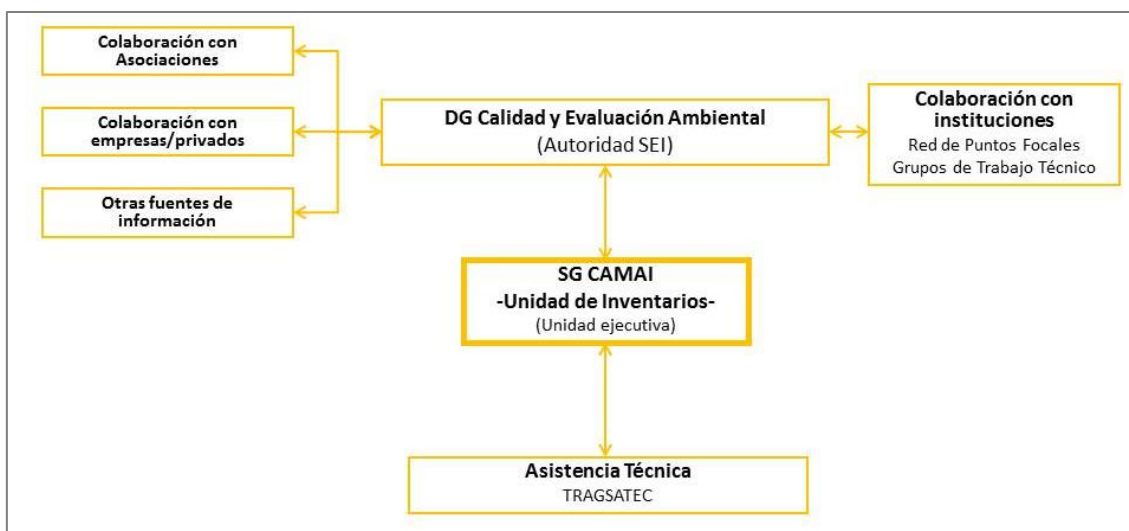 Colaboración con
Asociaciones
Colaboración con
empresas/privados
Otras fuentes de
información
DG Calidad y Evaluación Ambiental
(Autoridad SEI)
Colaboración con
instituciones
Red de Puntos Focales
Grupos de Trabajo Técnico
SG CAMAI
-Unidad de Inventarios-
(Unidad ejecutiva)
Asistencia Técnica
TRAGSATEC